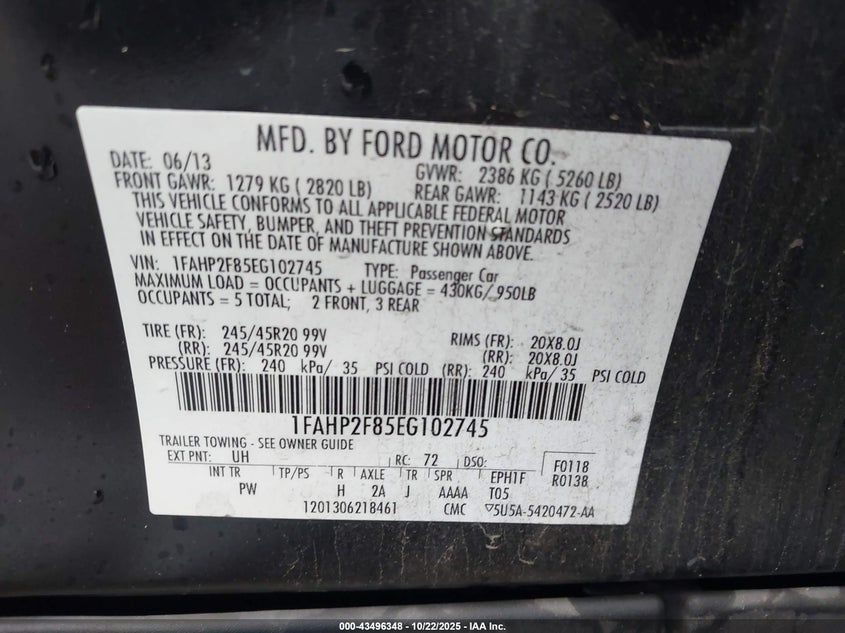 MFD. BY FORD MOTOR CO.
DATE: 06/13 GVWR: 2386 KG ( 5260 LB)
FRONT GAWR: 1279 KG ( 2820 LB) REAR GAWR: 1143 KG ( 2520 LB)
THIS VEHICLE CONFORMS TO ALL APPLICABLE FEDERAL MOTOR
VEHICLE SAFETY, BUMPER, AND THEFT PREVENTION STANDARDS
IN EFFECT ON THE DATE OF MANUFACTURE SHOWN ABOVE.
VIN: 1FAHP2F85EG102745 TYPE: Passenger Car
MAXIMUM LOAD = OCCUPANTS + LUGGAGE = 430KG/ 950LB
OCCUPANTS = 5 TOTAL; 2 FRONT, 3 REAR
TIRE (FR): 245/45R20 99V RIMS (FR): 20X8.0J
(RR): 245/45R20 99V (RR): 20X8.0J
PRESSURE (FR): 240 kPa/ 35 PSI COLD (RR): 240 kPa/ 35 PSI COLD
1FAHP2F85EG102745
TRAILER TOWING - SEE OWNER GUIDE
EXT PNT: UH RC: 72 DSO: F0118
INT TR TP/PS R AXLE TR SPR EPH1F R0138
PW H 2A J AAAA T05
1201306218461 CMC ▽5U5A-5420472-AA
000-43496348 - 10/22/2025 - IAA Inc.